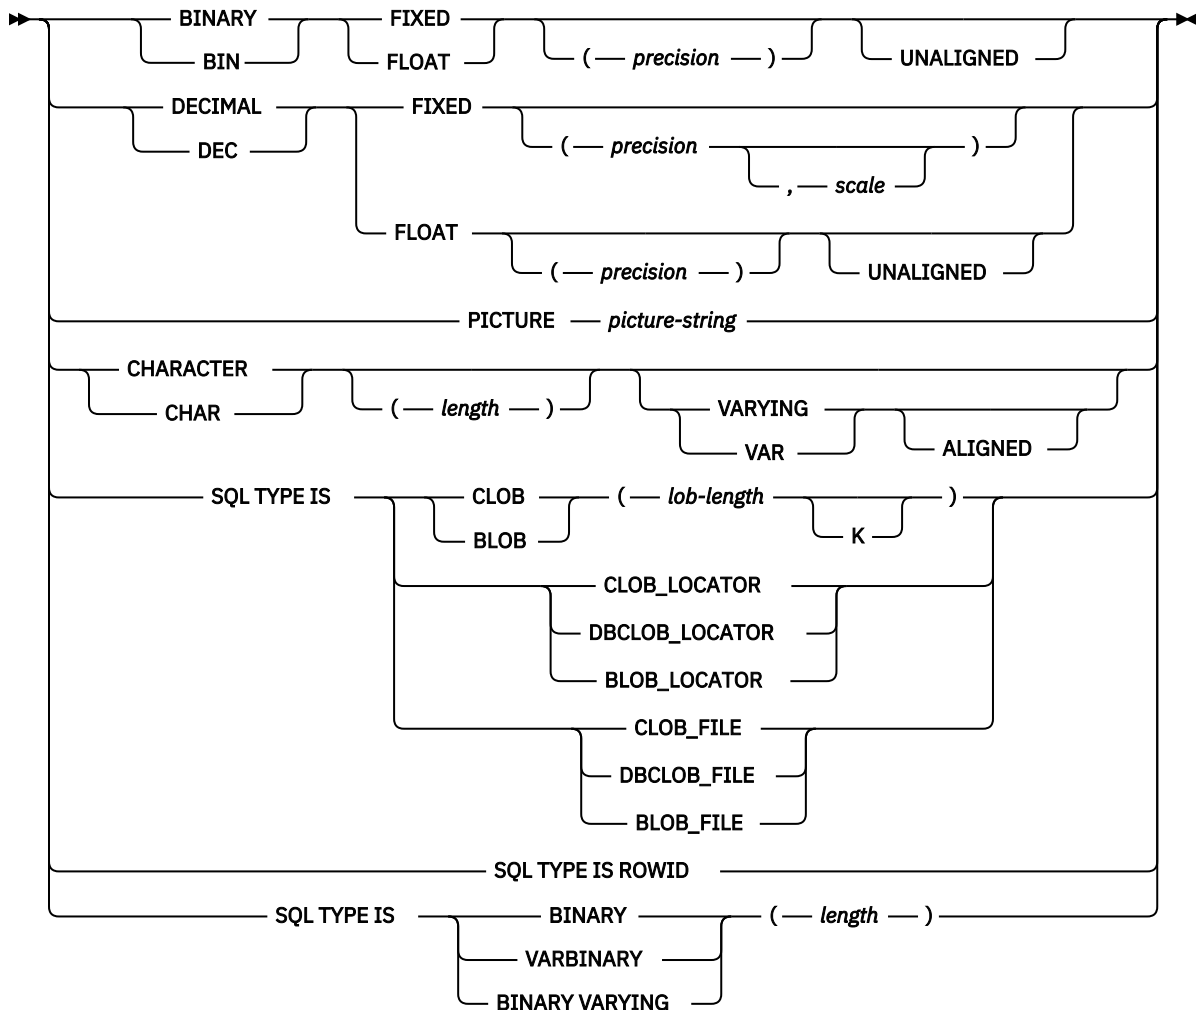 BINARY FIXED
BIN FLOAT ( precision ) UNALIGNED
DECIMAL FIXED
DEC ( precision )
, scale
FLOAT
( precision ) UNALIGNED
PICTURE picture-string
CHARACTER
CHAR ( length ) VARYING
VAR ALIGNED
SQL TYPE IS CLOB ( lob-length )
BLOB K
CLOB_LOCATOR
DBCLOB_LOCATOR
BLOB_LOCATOR
CLOB_FILE
DBCLOB_FILE
BLOB_FILE
SQL TYPE IS ROWID
SQL TYPE IS BINARY ( length )
VARBINARY
BINARY VARYING